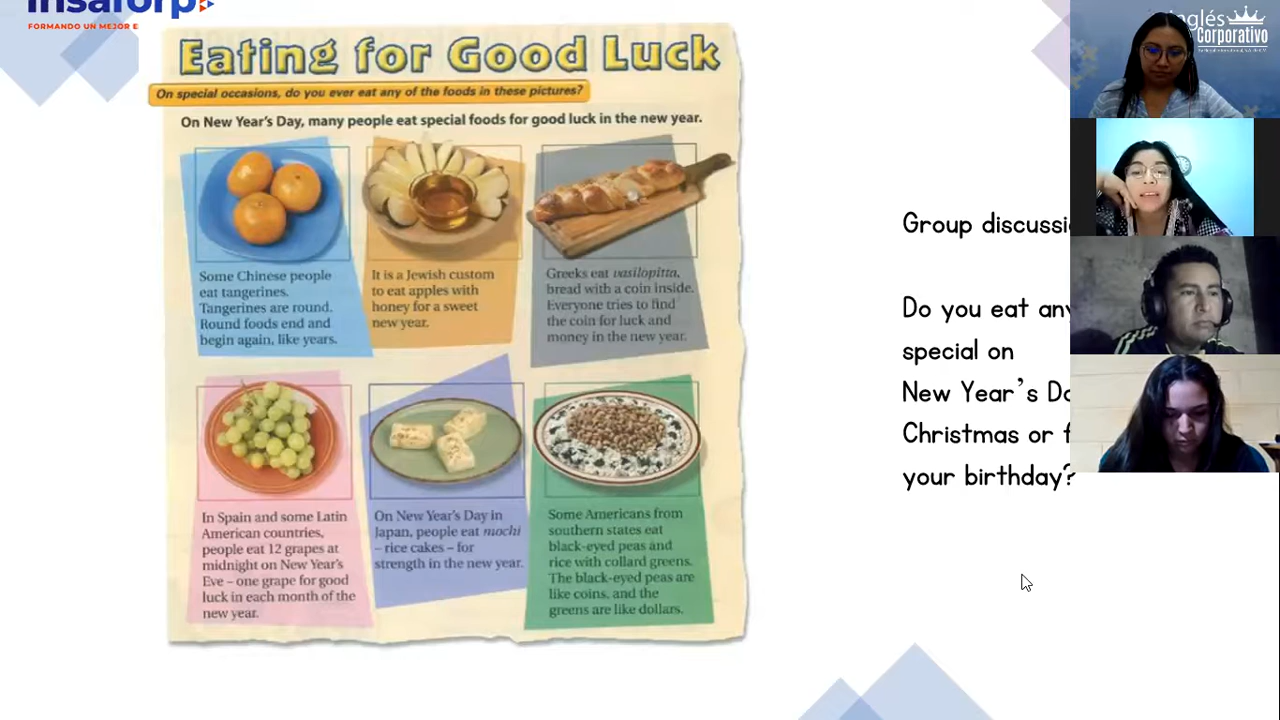 insaforp
FORMANDO UN MEJOR E
inglés
Corporativo
Eating for Good Luck
On special occasions, do you ever eat any of the foods in these pictures?
On New Year's Day, many people eat special foods for good luck in the new year.
Some Chinese people
eat tangerines.
Tangerines are round.
Round foods end and
begin again, like years.
It is a Jewish custom
to eat apples with
honey for a sweet
new year.
Greeks eat vasilopitta,
bread with a coin inside.
Everyone tries to find
the coin for luck and
money in the new year.
In Spain and some Latin
American countries,
people eat 12 grapes at
midnight on New Year's
Eve – one grape for good
luck in each month of the
new year.
On New Year's Day in
Japan, people eat mochi
– rice cakes – for
strength in the new year.
Some Americans from
southern states eat
black-eyed peas and
rice with collard greens.
The black-eyed peas are
like coins, and the
greens are like dollars.
Group discussi
Do you eat any
special on
New Year's Da
Christmas or f
your birthday?